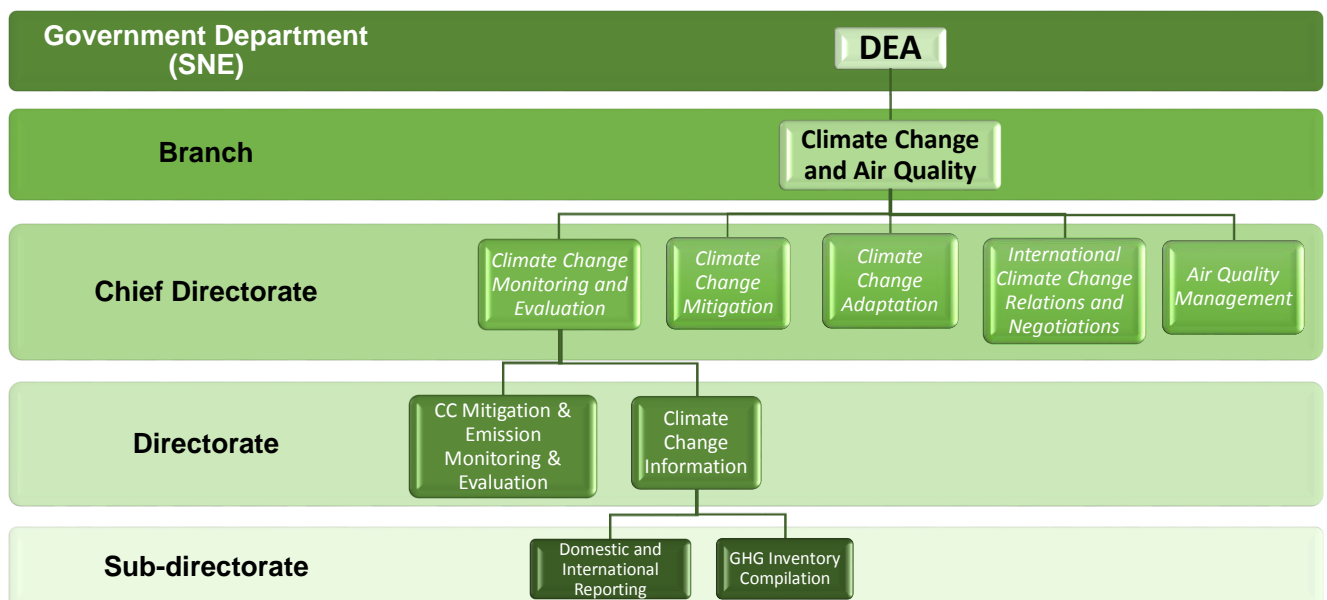 Government Department
(SNE)
DEA
Branch
Climate Change
and Air Quality
Chief Directorate
Climate Change
Monitoring and
Evaluation
Climate
Change
Mitigation
Climate
Change
Adaptation
International
Climate Change
Relations and
Negotiations
Air Quality
Management
Directorate
CC Mitigation &
Emission
Monitoring &
Evaluation
Climate
Change
Information
Sub-directorate
Domestic and
International
Reporting
GHG Inventory
Compilation